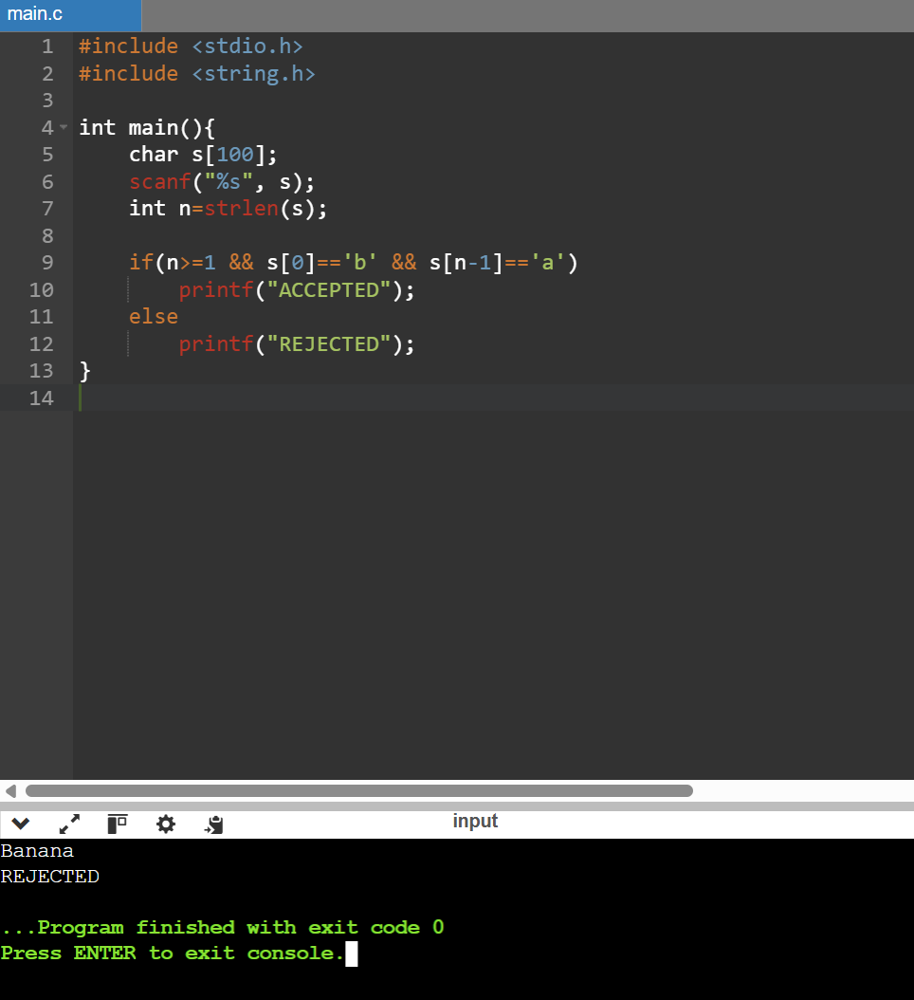 main.c
1 #include <stdio.h>
2 #include <string.h>
3
4 int main(){
5     char s[100];
6     scanf("%s", s);
7     int n=strlen(s);
8
9     if(n>=1 && s[0]=='b' && s[n-1]=='a')
10         printf("ACCEPTED");
11     else
12         printf("REJECTED");
13 }
14
input
Banana
REJECTED
...Program finished with exit code 0
Press ENTER to exit console.